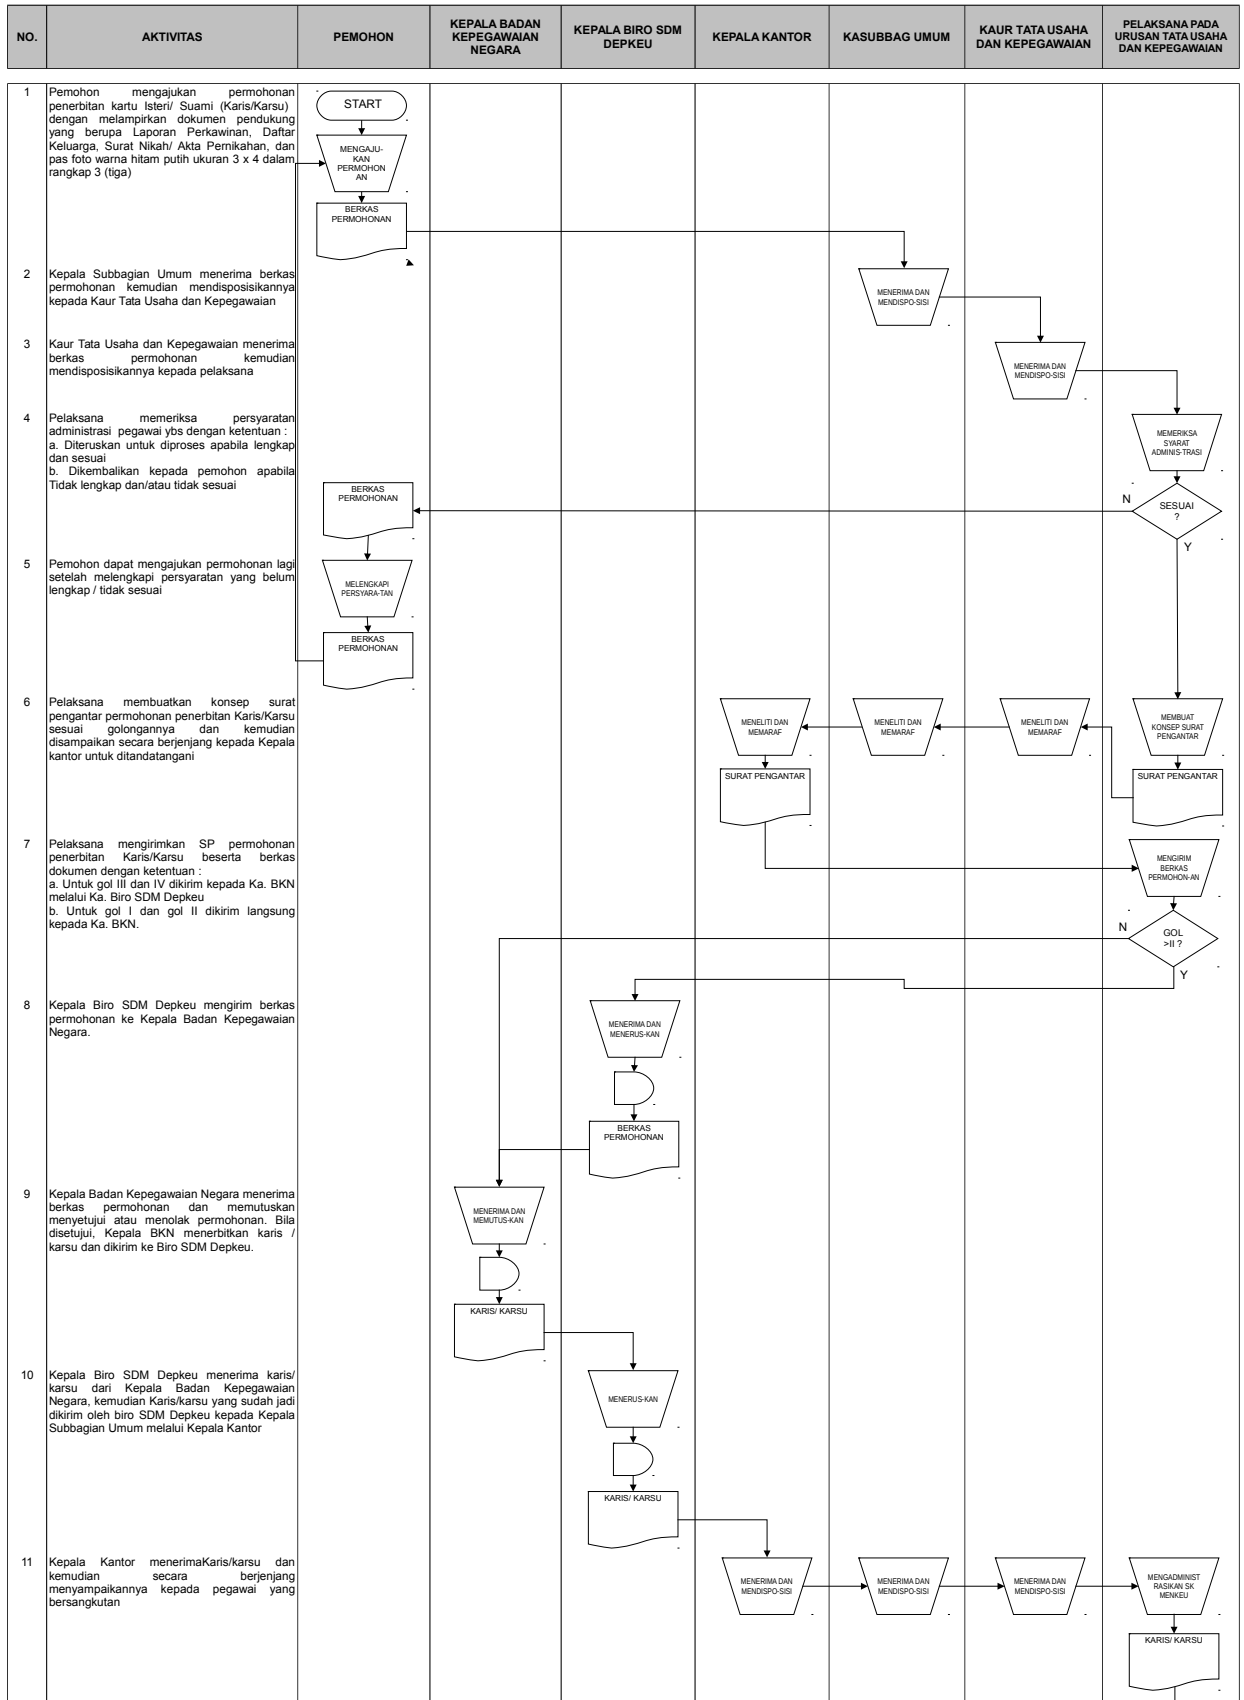 NO.
AKTIVITAS
PEMOHON
KEPALA BADAN
KEPEGAWAIAN
NEGARA
KEPALA BIRO SDM
DEPKEU
KEPALA KANTOR
KASUBBAG UMUM
KAUR TATA USAHA
DAN KEPEGAWAIAN
PELAKSANA PADA
URUSAN TATA USAHA
DAN KEPEGAWAIAN
1
Pemohon mengajukan permohonan
penerbitan kartu Isteri/ Suami (Karis/Karsu)
dengan melampirkan dokumen pendukung
yang berupa Laporan Perkawinan, Daftar
Keluarga, Surat Nikah/ Akta Pernikahan, dan
pas foto warna hitam putih ukuran 3 x 4 dalam
rangkap 3 (tiga)
START
MENGAJU-
KAN
PERMOHON
AN
BERKAS
PERMOHONAN
2
Kepala Subbagian Umum menerima berkas
permohonan kemudian mendisposisikannya
kepada Kaur Tata Usaha dan Kepegawaian
MENERIMA DAN
MENDISPO-SISI
3
Kaur Tata Usaha dan Kepegawaian menerima
berkas permohonan kemudian
mendisposisikannya kepada pelaksana
MENERIMA DAN
MENDISPO-SISI
4
Pelaksana memeriksa persyaratan
administrasi pegawai ybs dengan ketentuan :
a. Diteruskan untuk diproses apabila lengkap
dan sesuai
b. Dikembalikan kepada pemohon apabila
Tidak lengkap dan/atau tidak sesuai
MEMERIKSA
SYARAT
ADMINIS-TRASI
BERKAS
PERMOHONAN
N
SESUAI
?
Y
5
Pemohon dapat mengajukan permohonan lagi
setelah melengkapi persyaratan yang belum
lengkap / tidak sesuai
MELENGKAPI
PERSYARA-TAN
BERKAS
PERMOHONAN
6
Pelaksana membuatkan konsep surat
pengantar permohonan penerbitan Karis/Karsu
sesuai golongannya dan kemudian
disampaikan secara berjenjang kepada Kepala
kantor untuk ditandatangani
MENELITI DAN
MEMARAF
MENELITI DAN
MEMARAF
MENELITI DAN
MEMARAF
MEMBUAT
KONSEP SURAT
PENGANTAR
SURAT PENGANTAR
SURAT PENGANTAR
7
Pelaksana mengirimkan SP permohonan
penerbitan Karis/Karsu beserta berkas
dokumen dengan ketentuan :
a. Untuk gol III dan IV dikirim kepada Ka. BKN
melalui Ka. Biro SDM Depkeu
b. Untuk gol I dan gol II dikirim langsung
kepada Ka. BKN.
MENGIRIM
BERKAS
PERMOHON-AN
N
GOL
>II ?
Y
8
Kepala Biro SDM Depkeu mengirim berkas
permohonan ke Kepala Badan Kepegawaian
Negara.
MENERIMA DAN
MENERUS-KAN
BERKAS
PERMOHONAN
9
Kepala Badan Kepegawaian Negara menerima
berkas permohonan dan memutuskan
menyetujui atau menolak permohonan. Bila
disetujui, Kepala BKN menerbitkan karis /
karsu dan dikirim ke Biro SDM Depkeu.
MENERIMA DAN
MEMUTUS-KAN
KARIS/ KARSU
10
Kepala Biro SDM Depkeu menerima karis/
karsu dari Kepala Badan Kepegawaian
Negara, kemudian Karis/karsu yang sudah jadi
dikirim oleh biro SDM Depkeu kepada Kepala
Subbagian Umum melalui Kepala Kantor
MENERUS-KAN
KARIS/ KARSU
11
Kepala Kantor menerimaKaris/karsu dan
kemudian secara berjenjang
menyampaikannya kepada pegawai yang
bersangkutan
MENERIMA DAN
MENDISPO-SISI
MENERIMA DAN
MENDISPO-SISI
MENERIMA DAN
MENDISPO-SISI
MENGADMINIST
RASIKAN SK
MENKEU
KARIS/ KARSU